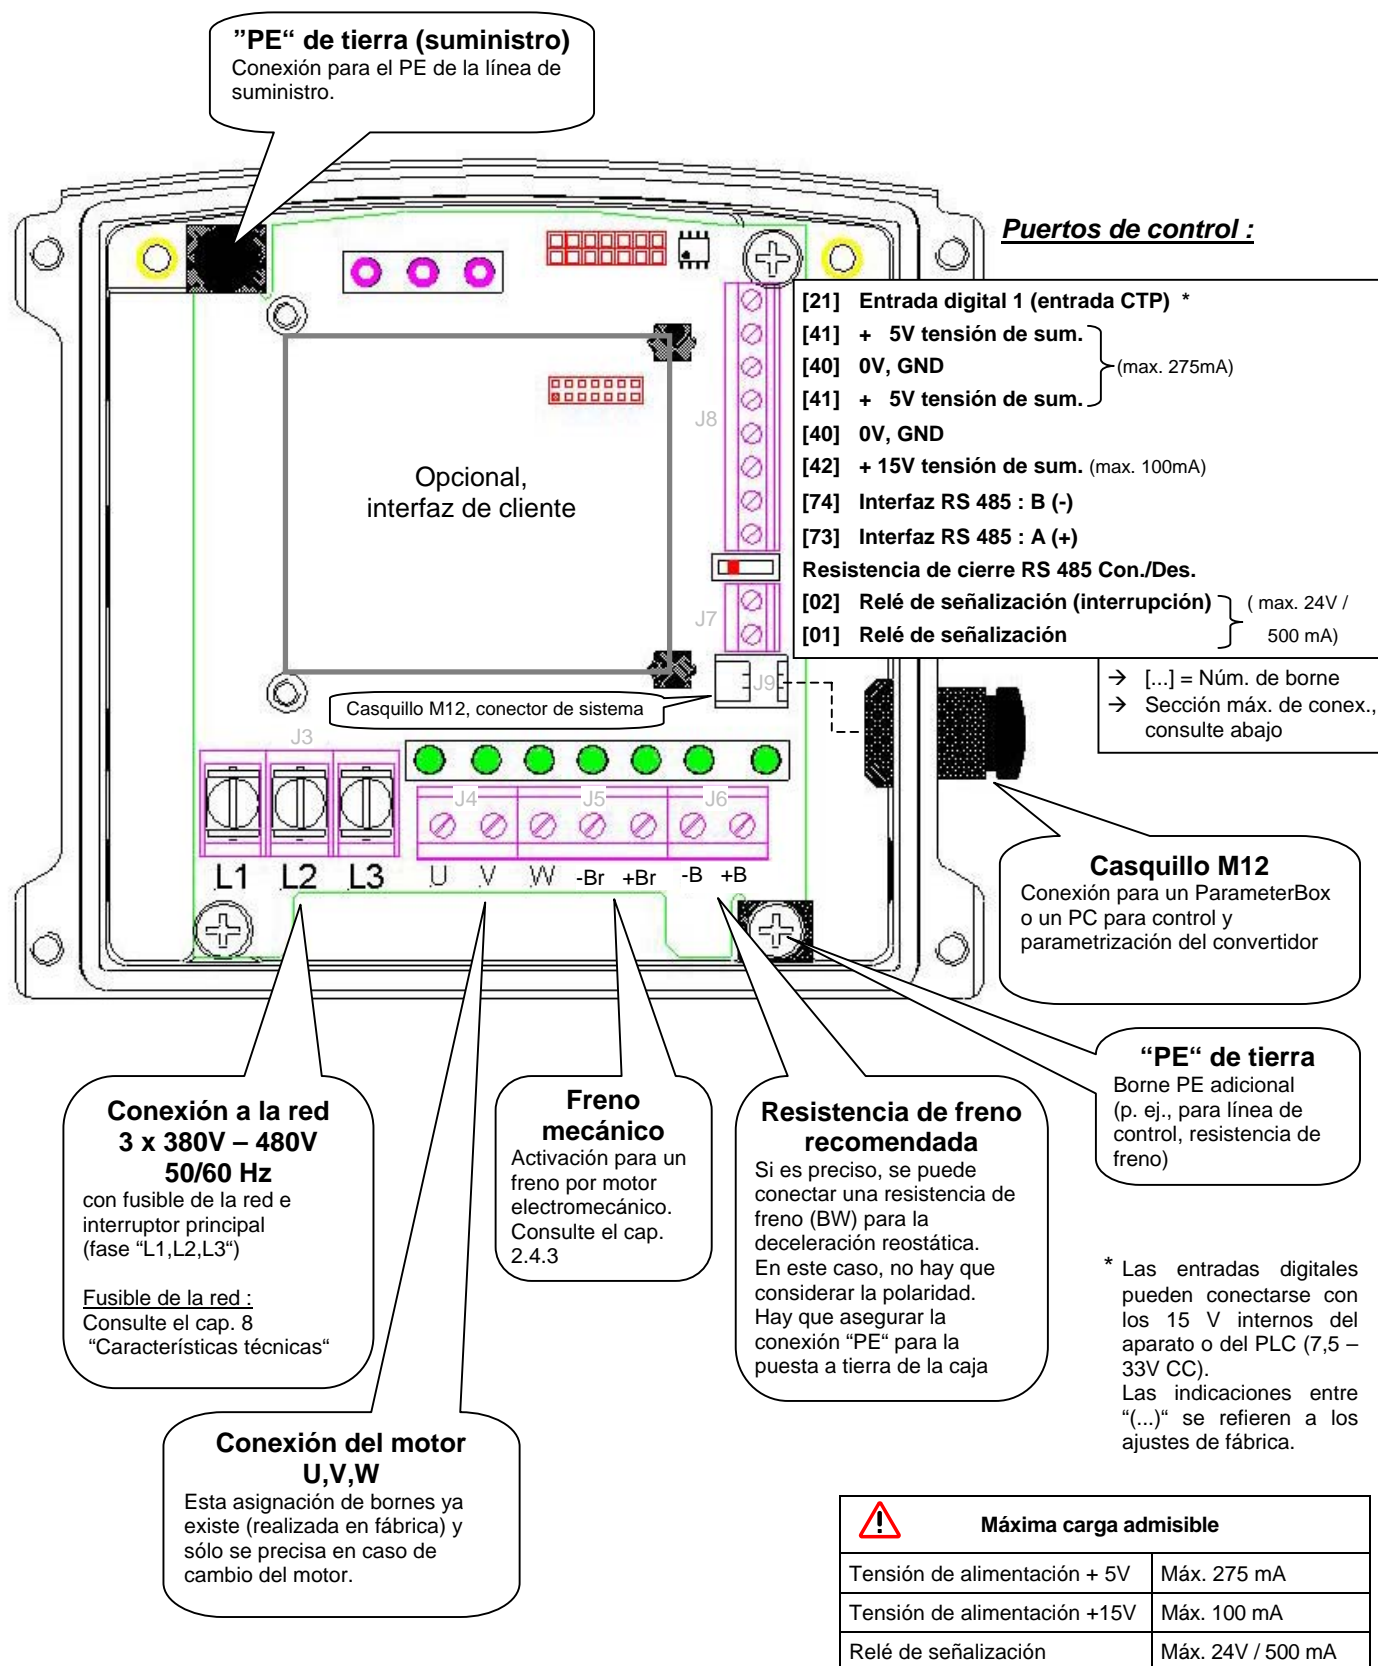 ”PE“ de tierra (suministro)
Conexión para el PE de la línea de
suministro.
Puertos de control :
[21] Entrada digital 1 (entrada CTP) *
[41] + 5V tensión de sum.
[40] 0V, GND
(max. 275mA)
[41] + 5V tensión de sum.
[40] 0V, GND
[42] + 15V tensión de sum. (max. 100mA)
[74] Interfaz RS 485 : B (-)
[73] Interfaz RS 485 : A (+)
Resistencia de cierre RS 485 Con./Des.
[02] Relé de señalización (interrupción)
[01] Relé de señalización
( max. 24V /
500 mA)
→ [...] = Núm. de borne
→ Sección máx. de conex.,
consulte abajo
J8
J7
J9
Opcional,
interfaz de cliente
Casquillo M12, conector de sistema
J3
J4
J5
J6
L1 L2 L3 U V W -Br +Br -B +B
Casquillo M12
Conexión para un ParameterBox
o un PC para control y
parametrización del convertidor
“PE“ de tierra
Borne PE adicional
(p. ej., para línea de
control, resistencia de
freno)
Conexión a la red
3 x 380V – 480V
50/60 Hz
con fusible de la red e
interruptor principal
(fase “L1,L2,L3“)
Fusible de la red :
Consulte el cap. 8
“Características técnicas“
Freno
mecánico
Activación para un
freno por motor
electromecánico.
Consulte el cap.
2.4.3
Resistencia de freno
recomendada
Si es preciso, se puede
conectar una resistencia de
freno (BW) para la
deceleración reostática.
En este caso, no hay que
considerar la polaridad.
Hay que asegurar la
conexión “PE“ para la
puesta a tierra de la caja
Conexión del motor
U,V,W
Esta asignación de bornes ya
existe (realizada en fábrica) y
sólo se precisa en caso de
cambio del motor.
* Las entradas digitales
pueden conectarse con
los 15 V internos del
aparato o del PLC (7,5 –
33V CC).
Las indicaciones entre
“(...)“ se refieren a los
ajustes de fábrica.
Máxima carga admisible
Tensión de alimentación + 5V Máx. 275 mA
Tensión de alimentación +15V Máx. 100 mA
Relé de señalización Máx. 24V / 500 mA